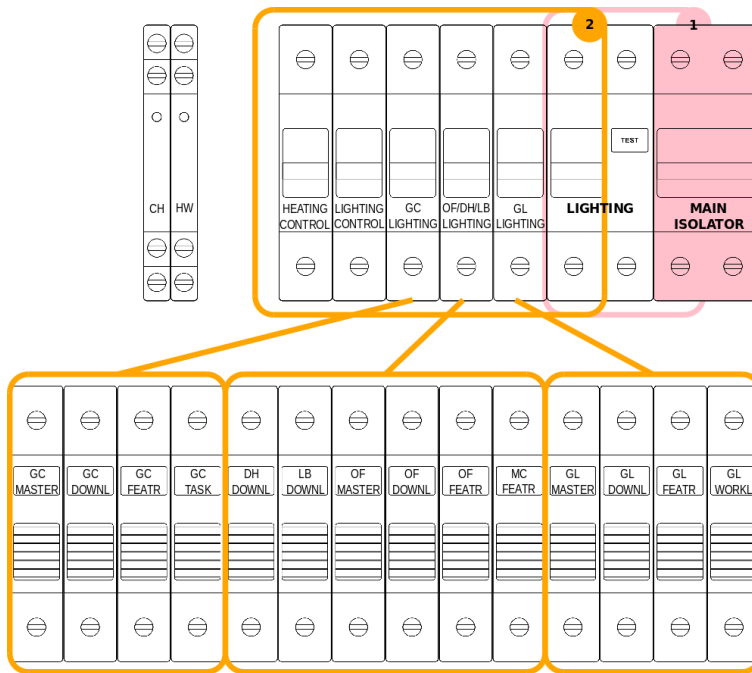 2
1
TEST
CH
HW
HEATING
CONTROL
LIGHTING
CONTROL
GC
LIGHTING
OF/DH/LB
LIGHTING
GL
LIGHTING
LIGHTING
MAIN
ISOLATOR
GC
MASTER
GC
DOWNL
GC
FEATR
GC
TASK
DH
DOWNL
LB
DOWNL
OF
MASTER
OF
DOWNL
OF
FEATR
MC
FEATR
GL
MASTER
GL
DOWNL
GL
FEATR
GL
WORKL